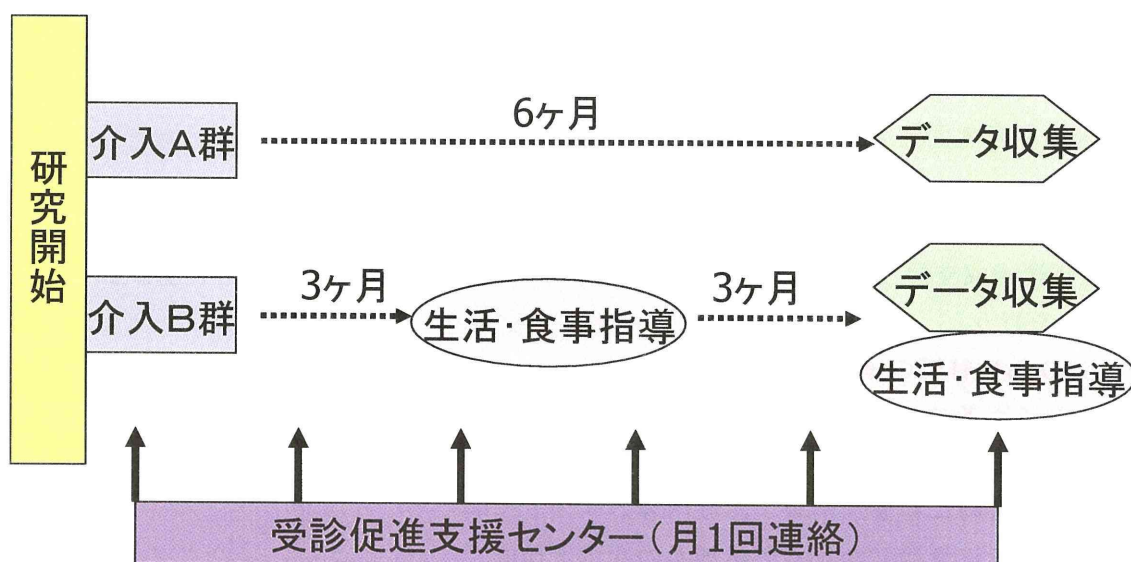 研究開始
介入A群
6ヶ月
データ収集
介入B群
3ヶ月
生活・食事指導
3ヶ月
データ収集
生活・食事指導
受診促進支援センター(月1回連絡)